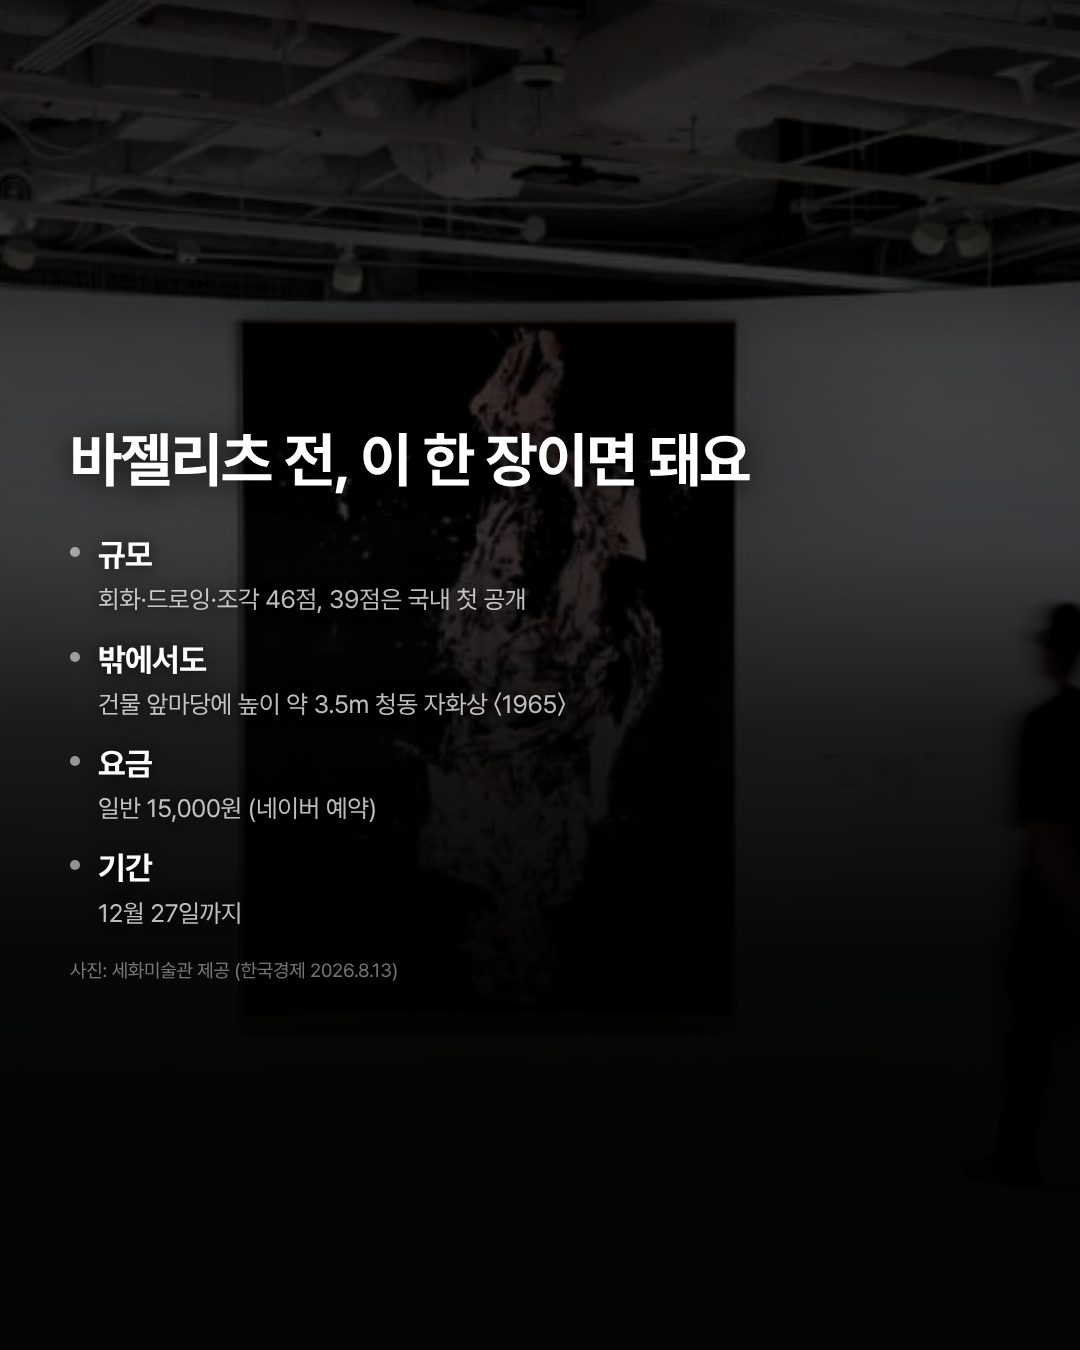 바젤리츠 전, 이 한 장이면 돼요
• 규모
회화·드로잉·조각 46점, 39점은 국내 첫 공개
• 밖에서도
건물 앞마당에 높이 약 3.5m 청동 자화상 〈1965〉
• 요금
일반 15,000원 (네이버 예약)
• 기간
12월 27일까지
사진: 세화미술관 제공 (한국경제 2026.8.13)